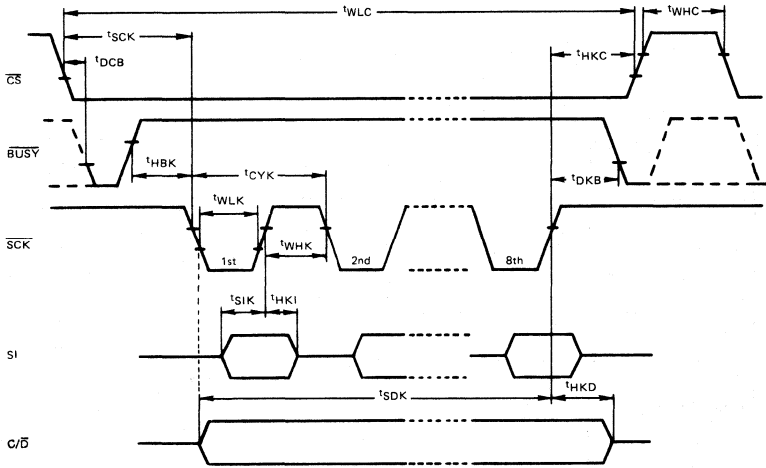 tWLC
tWHC
tSCK
tHKC
tDCB
CS
BUSY
tHBK
tCYK
tDKB
tWLK
SCK
tWHK
1st
2nd
8th
tSIK
tHKI
SI
tSDK
tHKD
C/D